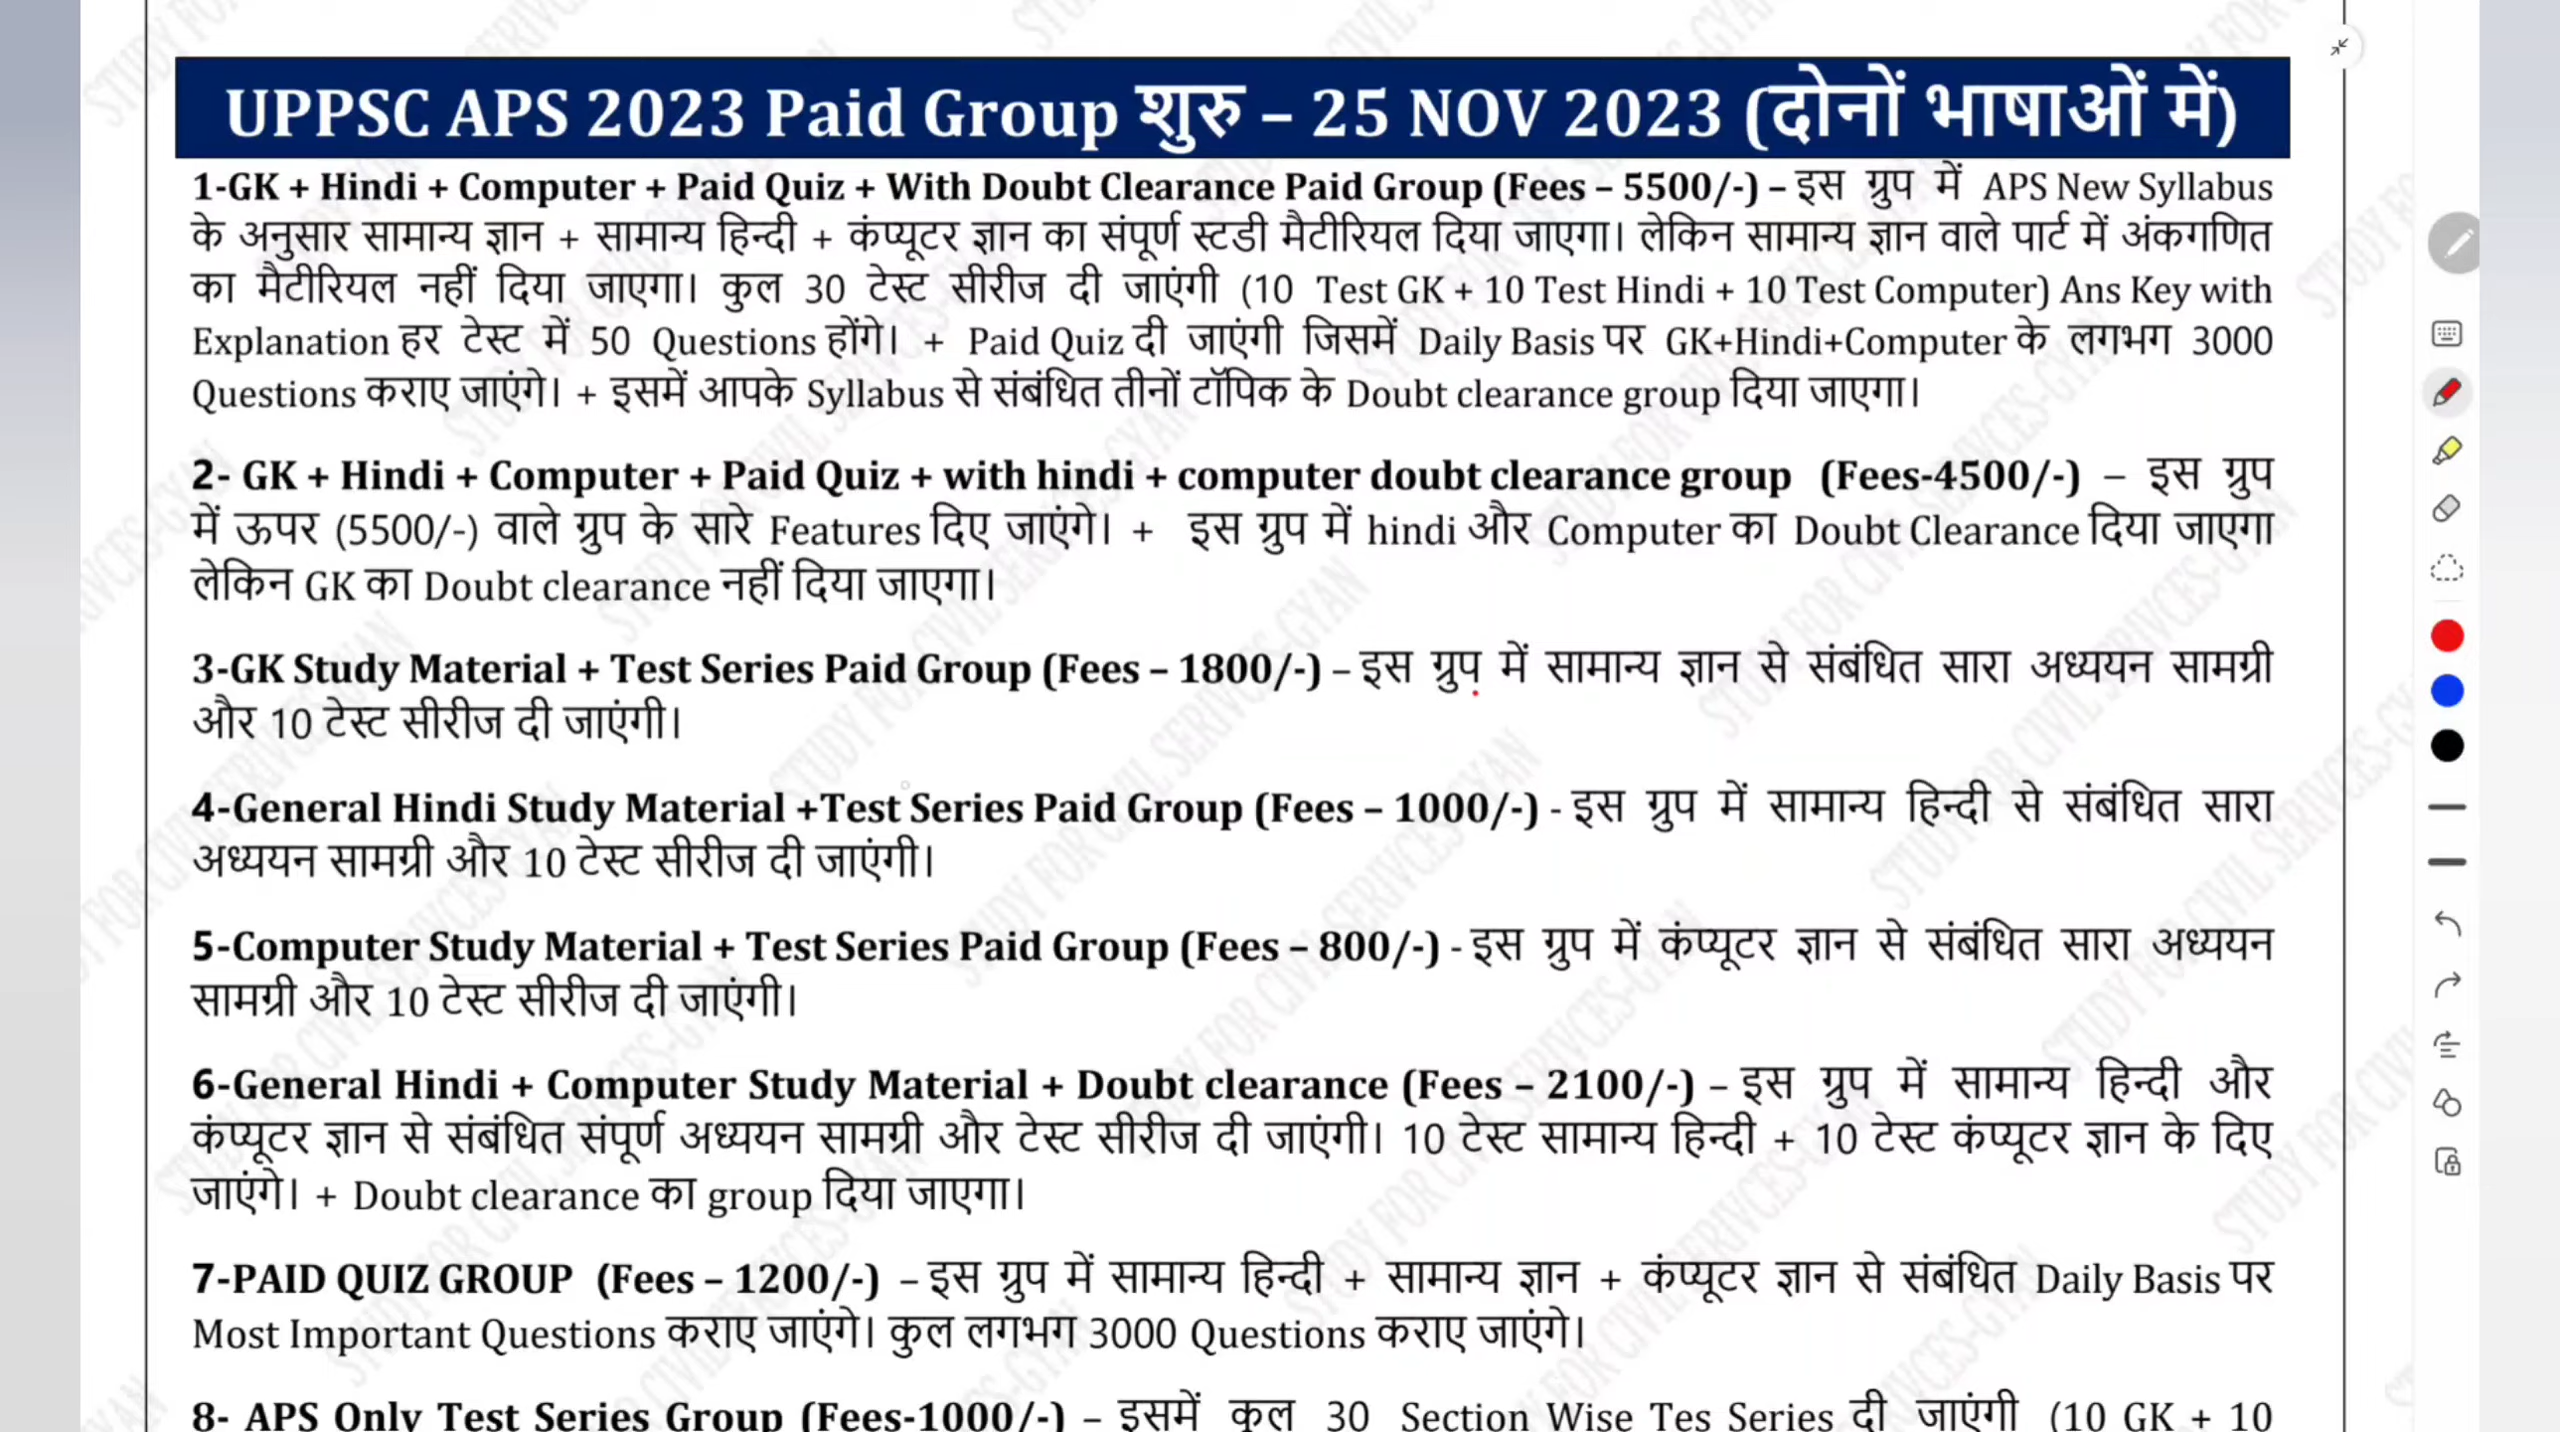 UPPSC APS 2023 Paid Group शुरु – 25 NOV 2023 (दोनों भाषाओं में)
1-GK + Hindi + Computer + Paid Quiz + With Doubt Clearance Paid Group (Fees – 5500/-) – इस ग्रुप में APS New Syllabus
के अनुसार सामान्य ज्ञान + सामान्य हिन्दी + कंप्यूटर ज्ञान का संपूर्ण स्टडी मैटीरियल दिया जाएगा। लेकिन सामान्य ज्ञान वाले पार्ट में अंकगणित
का मैटीरियल नहीं दिया जाएगा। कुल 30 टेस्ट सीरीज दी जाएंगी (10 Test GK + 10 Test Hindi + 10 Test Computer) Ans Key with
Explanation हर टेस्ट में 50 Questions होंगे। + Paid Quiz दी जाएंगी जिसमें Daily Basis पर GK+Hindi+Computer के लगभग 3000
Questions कराए जाएंगे। + इसमें आपके Syllabus से संबंधित तीनों टॉपिक के Doubt clearance group दिया जाएगा।
2- GK + Hindi + Computer + Paid Quiz + with hindi + computer doubt clearance group (Fees-4500/-) – इस ग्रुप
में ऊपर (5500/-) वाले ग्रुप के सारे Features दिए जाएंगे। + इस ग्रुप में hindi और Computer का Doubt Clearance दिया जाएगा
लेकिन GK का Doubt clearance नहीं दिया जाएगा।
3-GK Study Material + Test Series Paid Group (Fees – 1800/-) – इस ग्रुप में सामान्य ज्ञान से संबंधित सारा अध्ययन सामग्री
और 10 टेस्ट सीरीज दी जाएंगी।
4-General Hindi Study Material +Test Series Paid Group (Fees – 1000/-) - इस ग्रुप में सामान्य हिन्दी से संबंधित सारा
अध्ययन सामग्री और 10 टेस्ट सीरीज दी जाएंगी।
5-Computer Study Material + Test Series Paid Group (Fees – 800/-) - इस ग्रुप में कंप्यूटर ज्ञान से संबंधित सारा अध्ययन
सामग्री और 10 टेस्ट सीरीज दी जाएंगी।
6-General Hindi + Computer Study Material + Doubt clearance (Fees – 2100/-) – इस ग्रुप में सामान्य हिन्दी और
कंप्यूटर ज्ञान से संबंधित संपूर्ण अध्ययन सामग्री और टेस्ट सीरीज दी जाएंगी। 10 टेस्ट सामान्य हिन्दी + 10 टेस्ट कंप्यूटर ज्ञान के दिए
जाएंगे। + Doubt clearance का group दिया जाएगा।
7-PAID QUIZ GROUP (Fees – 1200/-) – इस ग्रुप में सामान्य हिन्दी + सामान्य ज्ञान + कंप्यूटर ज्ञान से संबंधित Daily Basis पर
Most Important Questions कराए जाएंगे। कुल लगभग 3000 Questions कराए जाएंगे।
8- APS Only Test Series Group (Fees-1000/-) – इसमें कुल 30 Section Wise Tes Series दी जाएंगी (10 GK + 10
STUDY FOR CIVIL SERIVCES-GYAN